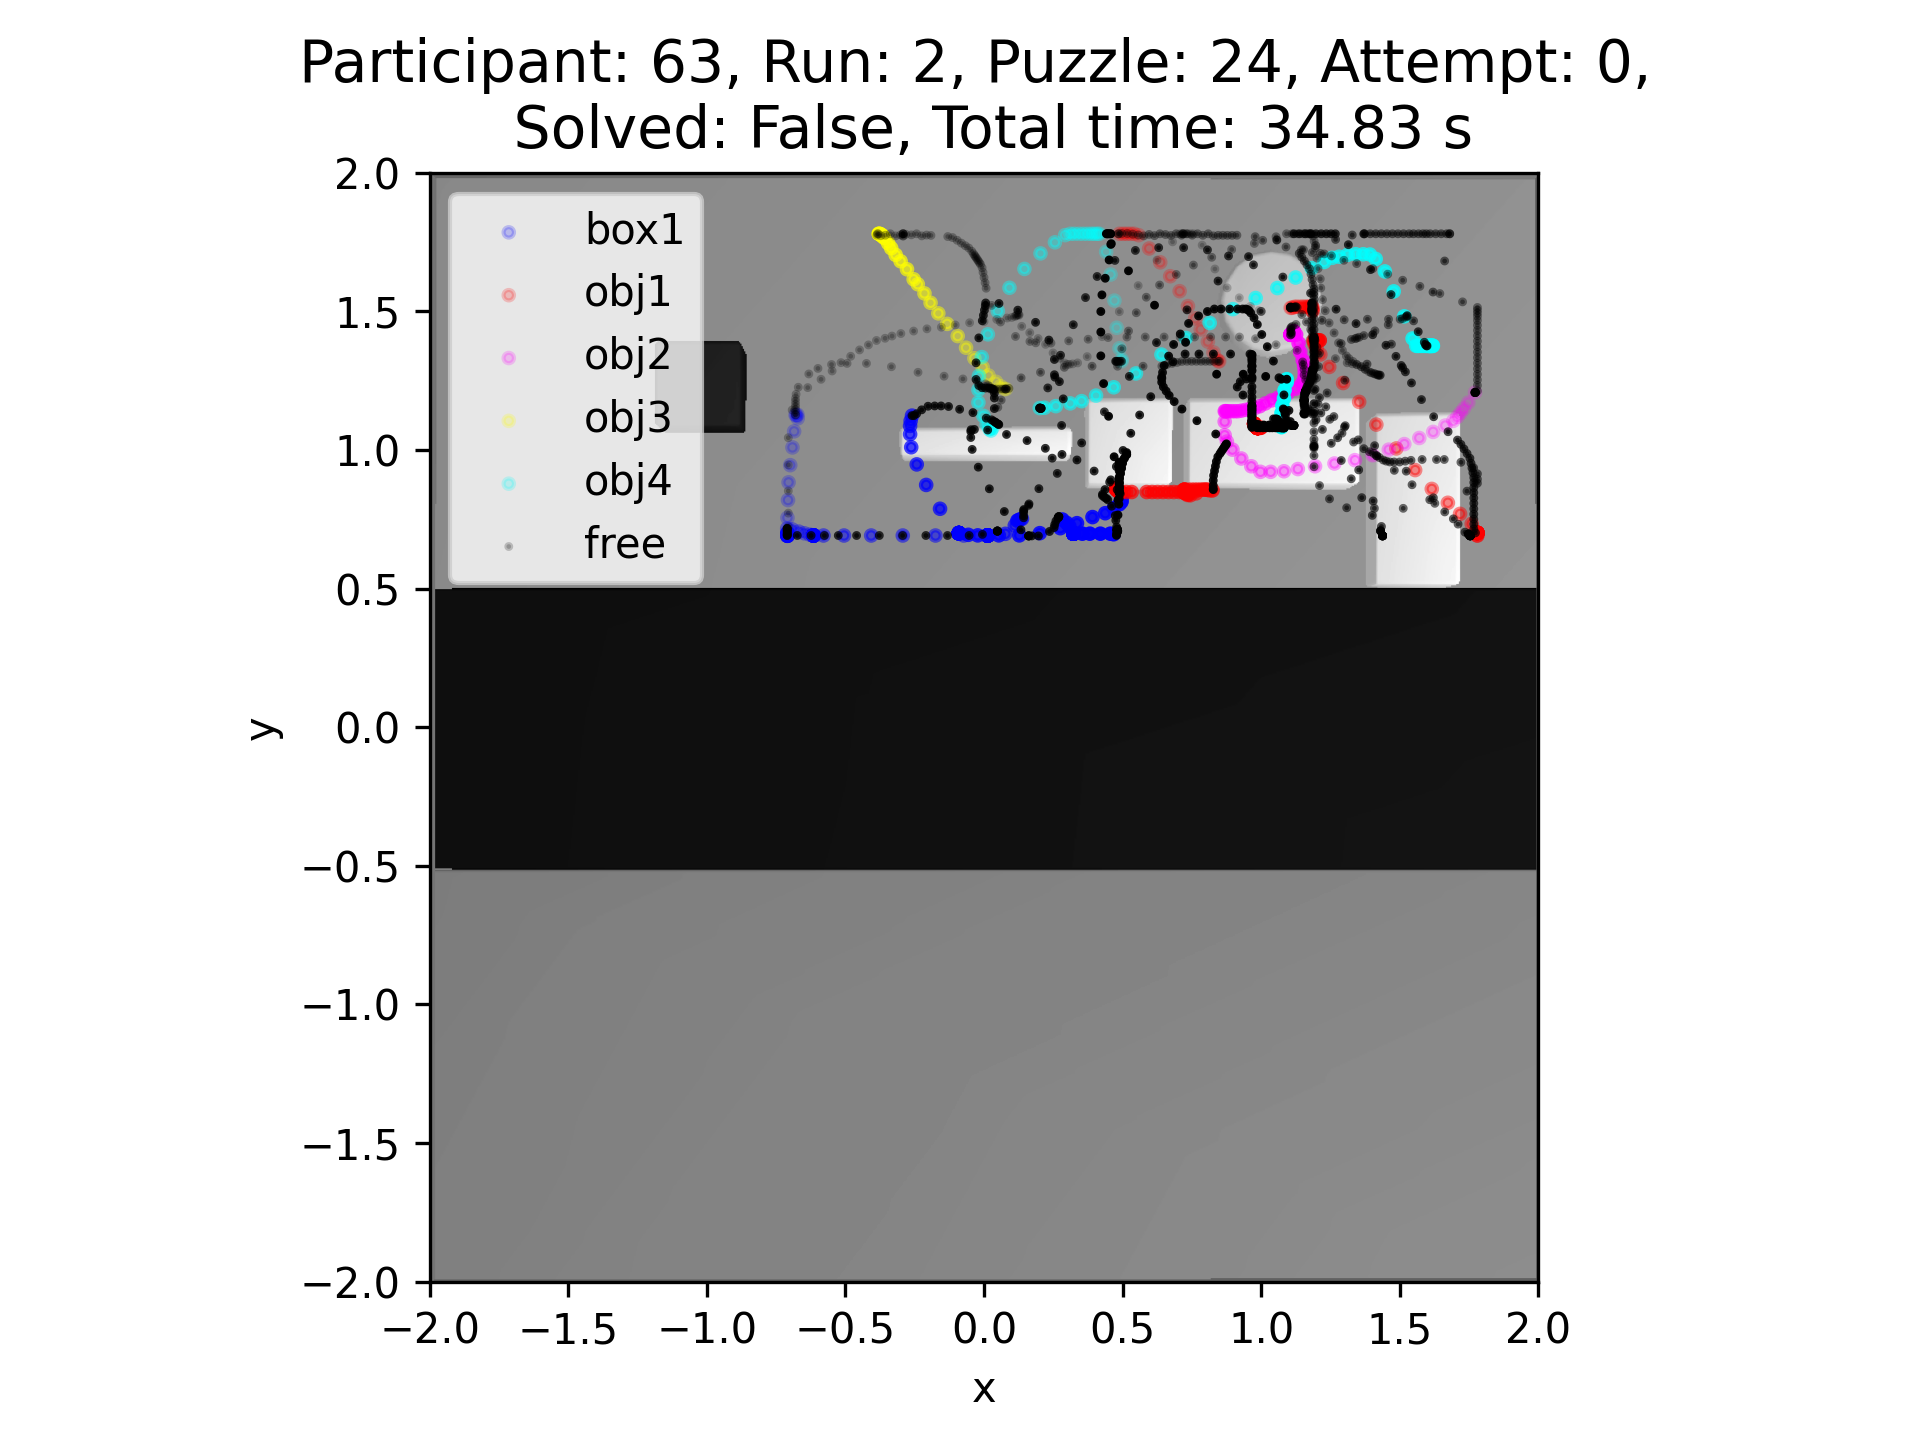 Participant: 63, Run: 2, Puzzle: 24, Attempt: 0,
Solved: False, Total time: 34.83 s
box1
obj1
obj2
obj3
obj4
free
2.0
1.5
1.0
0.5
0.0
−0.5
−1.0
−1.5
−2.0
y
−2.0 −1.5 −1.0 −0.5 0.0 0.5 1.0 1.5 2.0
x